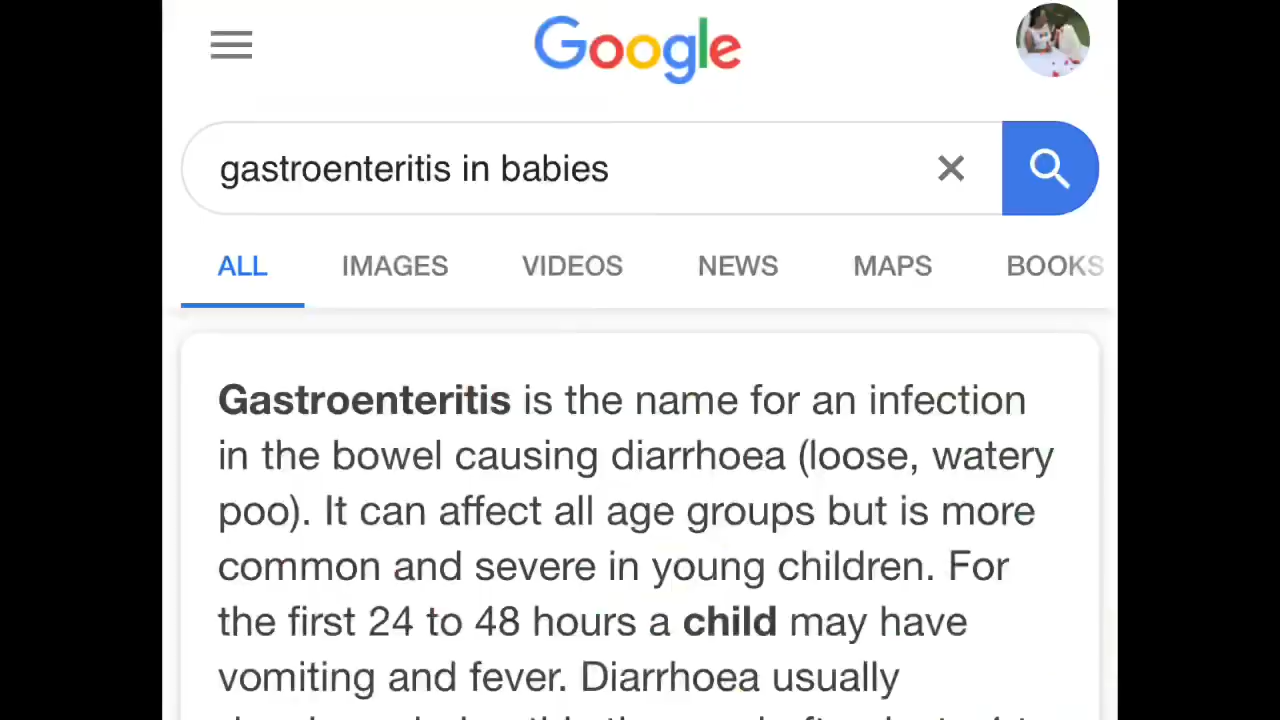 Google
gastroenteritis in babies
ALL IMAGES VIDEOS NEWS MAPS BOOKS
Gastroenteritis is the name for an infection
in the bowel causing diarrhoea (loose, watery
poo). It can affect all age groups but is more
common and severe in young children. For
the first 24 to 48 hours a child may have
vomiting and fever. Diarrhoea usually